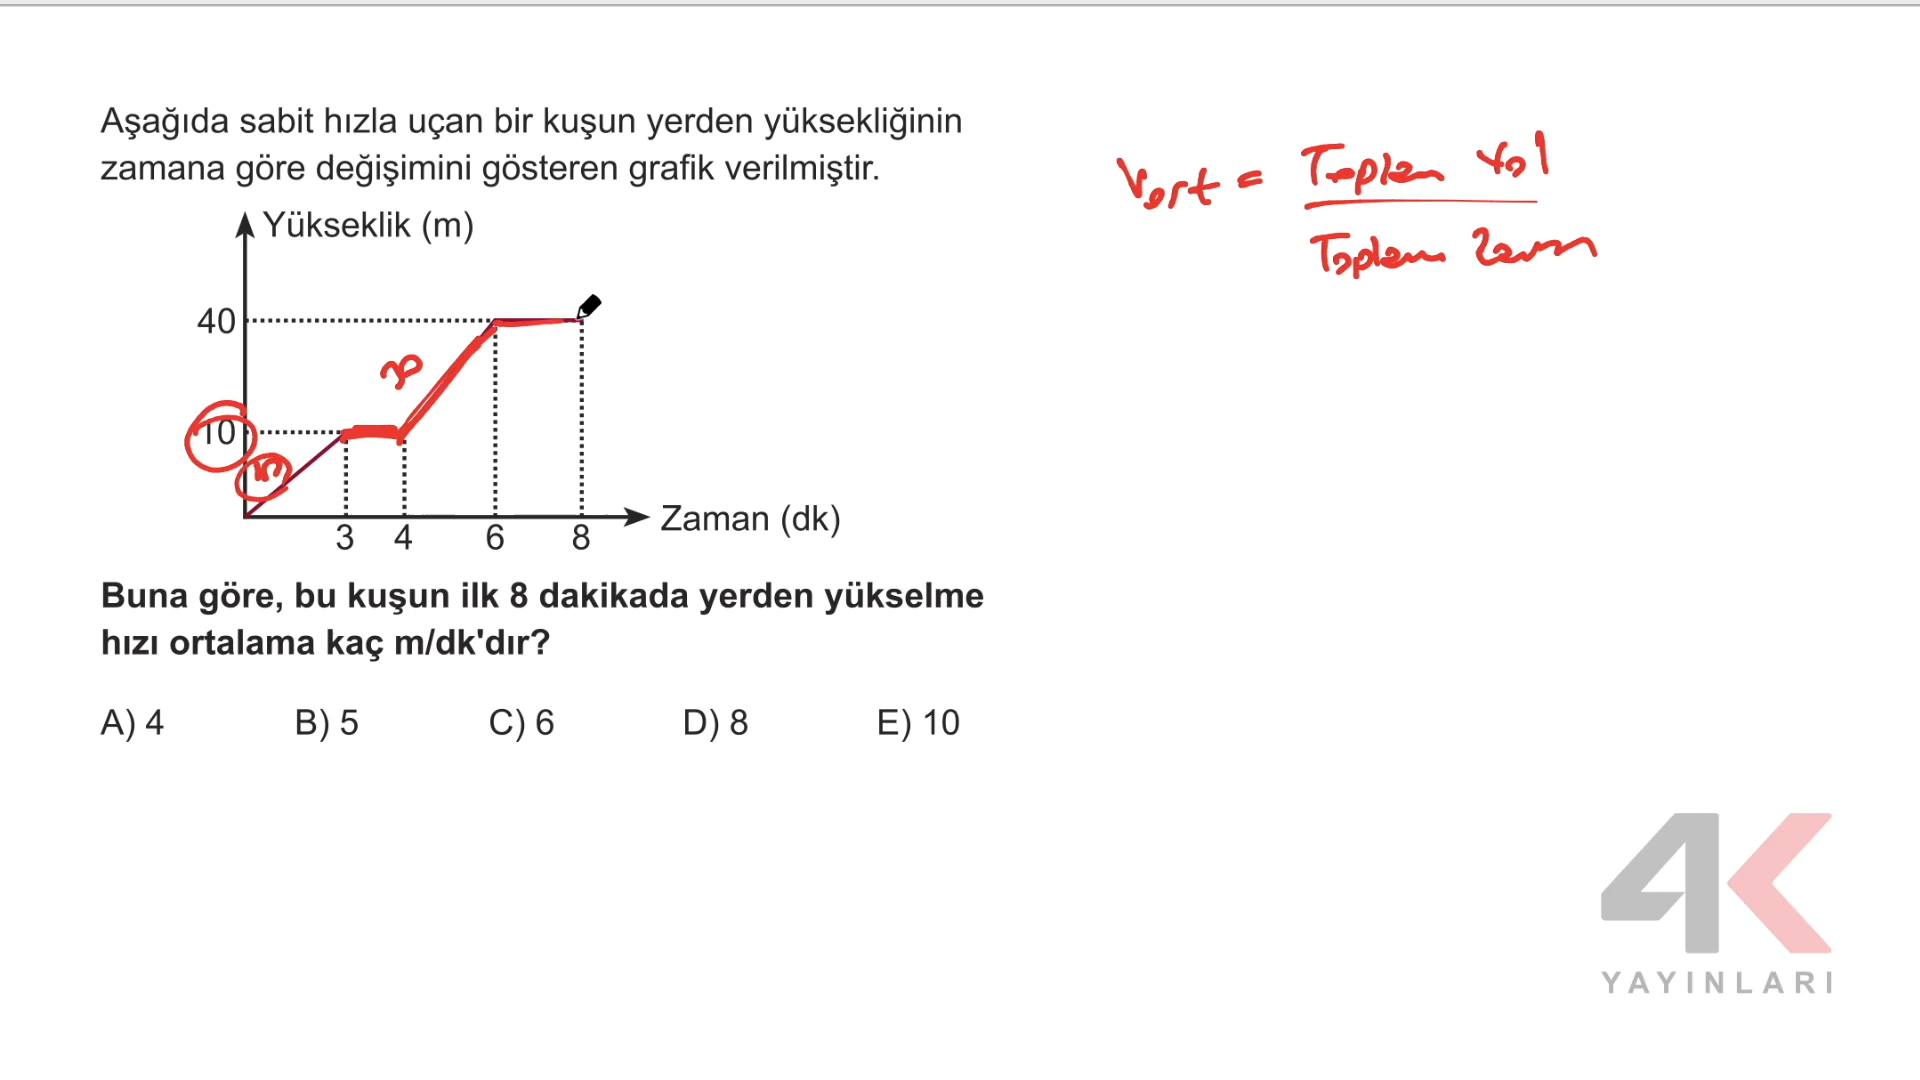 Aşağıda sabit hızla uçan bir kuşun yerden yüksekliğinin
zamana göre değişimini gösteren grafik verilmiştir.
Yükseklik (m)
40
30
10
10
3 4 6 8
Zaman (dk)
Buna göre, bu kuşun ilk 8 dakikada yerden yükselme
hızı ortalama kaç m/dk'dır?
A) 4 B) 5 C) 6 D) 8 E) 10
Vort = Toplam Yol
Toplam Zaman
4K
YAYINLARI